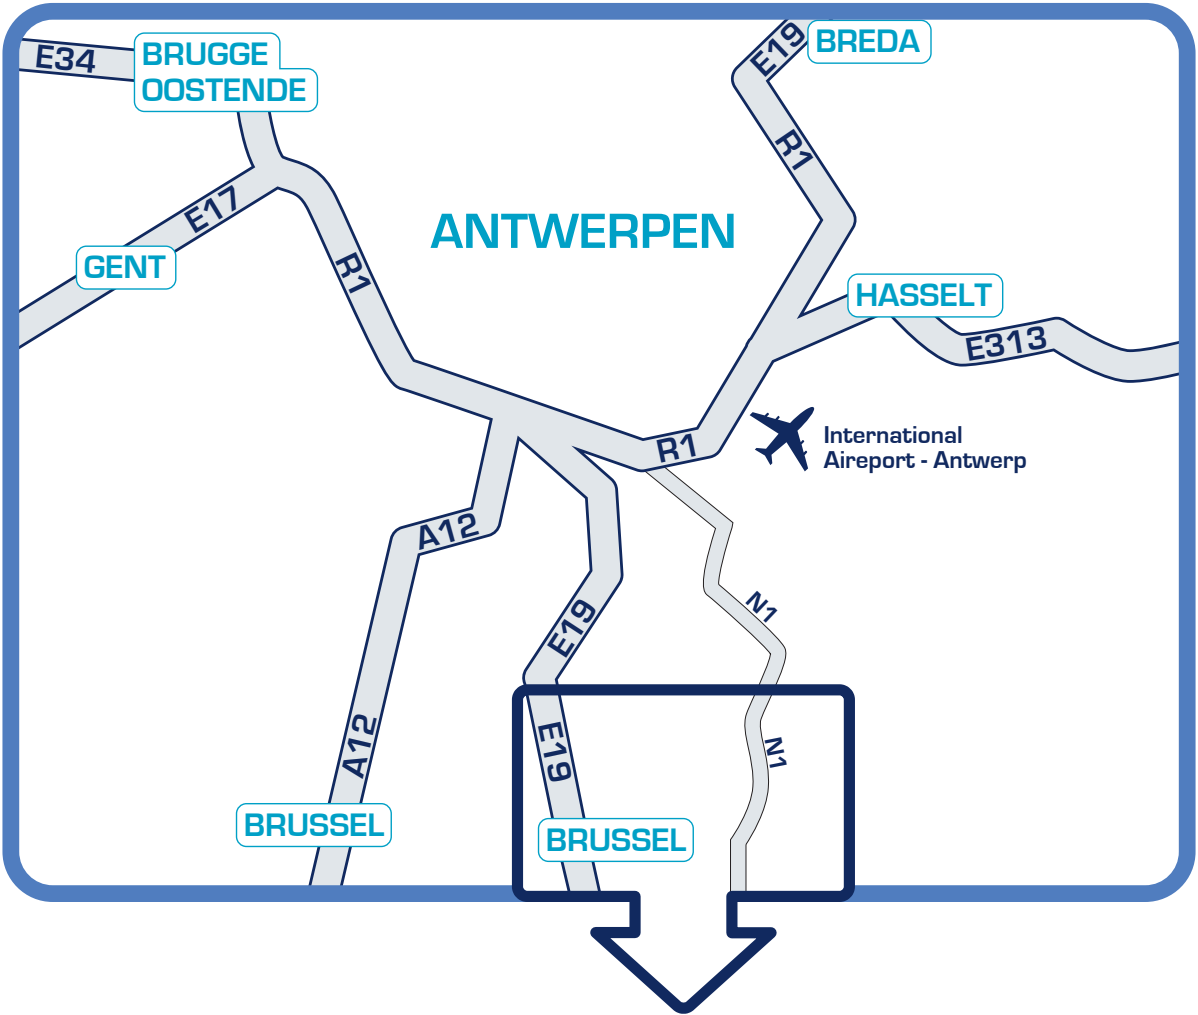 E19
BREDA
E34
BRUGGE
OOSTENDE
R1
E17
ANTWERPEN
GENT
R1
HASSELT
E313
R1
International
Aireport - Antwerp
A12
N1
E19
A12
E19
N1
BRUSSEL
BRUSSEL